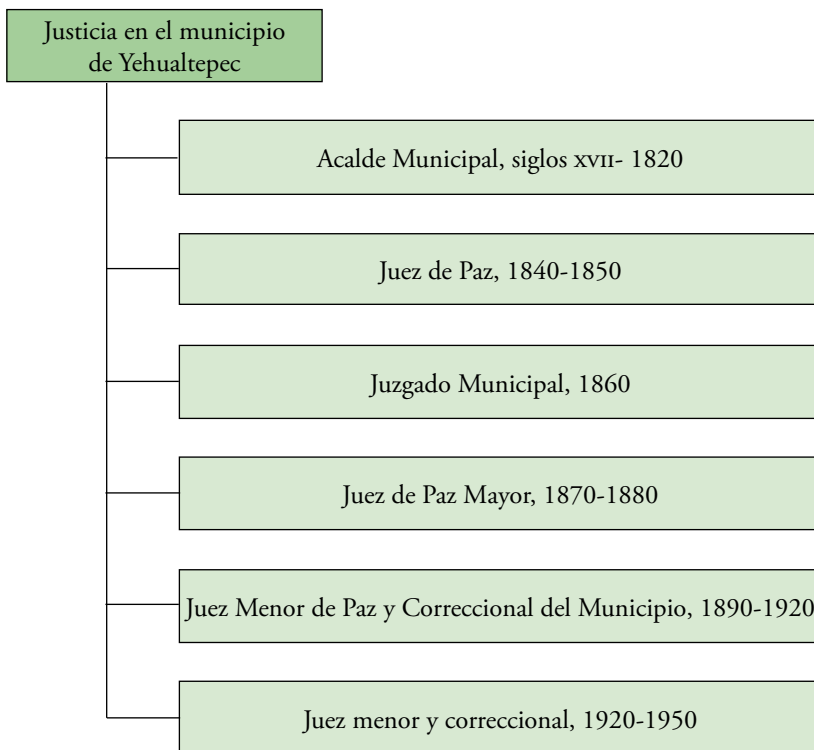 Justicia en el municipio
de Yehualtepec
Acalde Municipal, siglos XVII- 1820
Juez de Paz, 1840-1850
Juzgado Municipal, 1860
Juez de Paz Mayor, 1870-1880
Juez Menor de Paz y Correccional del Municipio, 1890-1920
Juez menor y correccional, 1920-1950